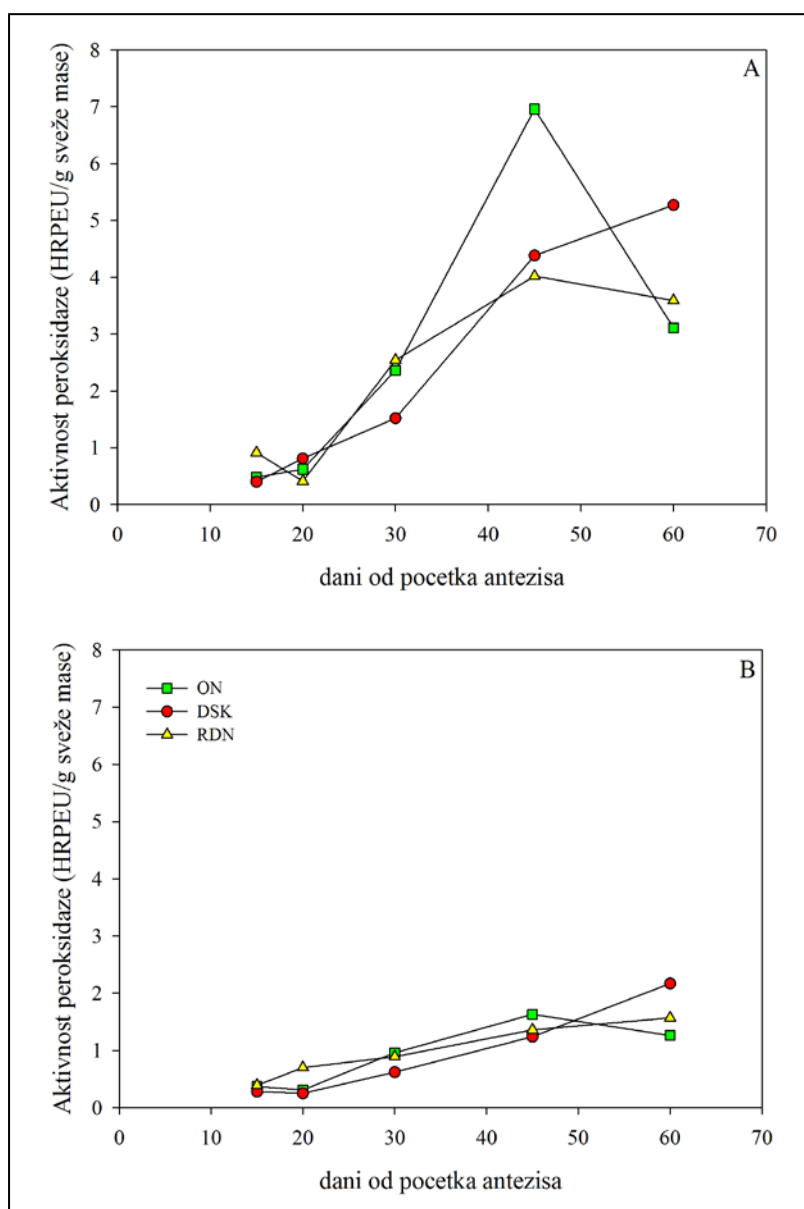 A
Aktivnost peroksidaze (HRPEU/g sveže mase)
8
7
6
5
4
3
2
1
0
0 10 20 30 40 50 60 70
dani od pocetka antezisa
B
Aktivnost peroksidaze (HRPEU/g sveže mase)
8
7
6
5
4
3
2
1
0
ON
DSK
RDN
0 10 20 30 40 50 60 70
dani od pocetka antezisa